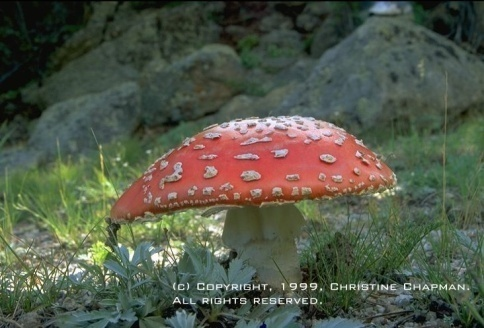 (c) Copyright, 1999, Christine Chapman.
All rights reserved.